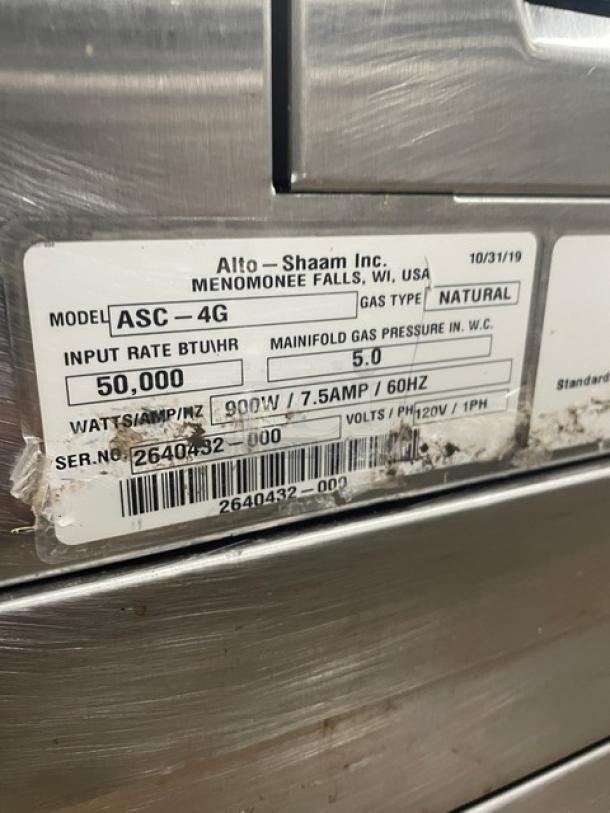 Alto – Shaam Inc. 10/31/19
MENOMONEE FALLS, WI, USA
MODEL ASC – 4G GAS TYPE NATURAL
INPUT RATE BTU\HR MAINIFOLD GAS PRESSURE IN. W.C.
50,000 5.0
WATTS/AMP/HZ 900W / 7.5AMP / 60HZ
SER.NO. 2640432-000 VOLTS / PH 120V / 1PH
2640432-000
Standard